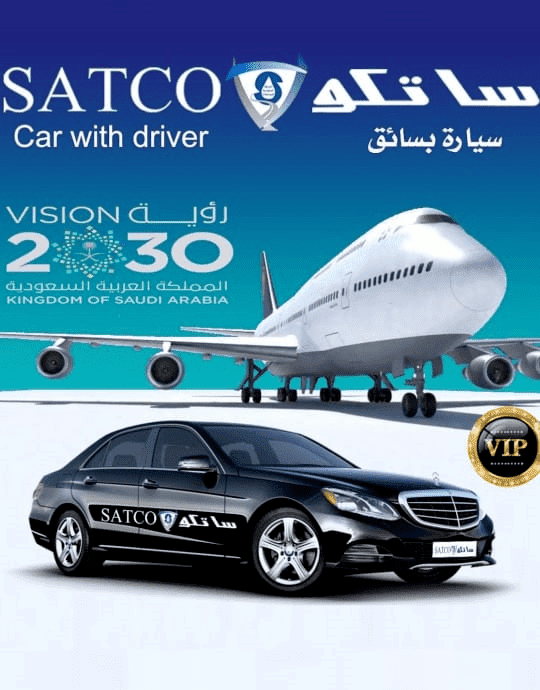 SATCO ساتكو
Car with driver سيارة بسائق
VISION رؤيــة
2030
المملكة العربية السعودية
KINGDOM OF SAUDI ARABIA
VIP
SATCO ساتكو
SATCO ساتكو